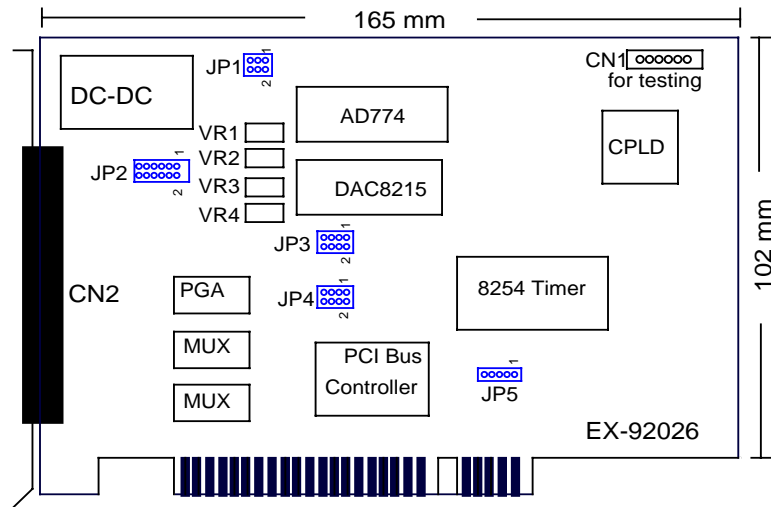 165 mm
JP1
1
2
CN1
for testing
DC-DC
AD774
CPLD
VR1
VR2
VR3
VR4
JP2
1
2
DAC8215
JP3
1
2
102 mm
CN2
PGA
JP4
1
2
8254 Timer
MUX
MUX
PCI Bus
Controller
1
JP5
EX-92026